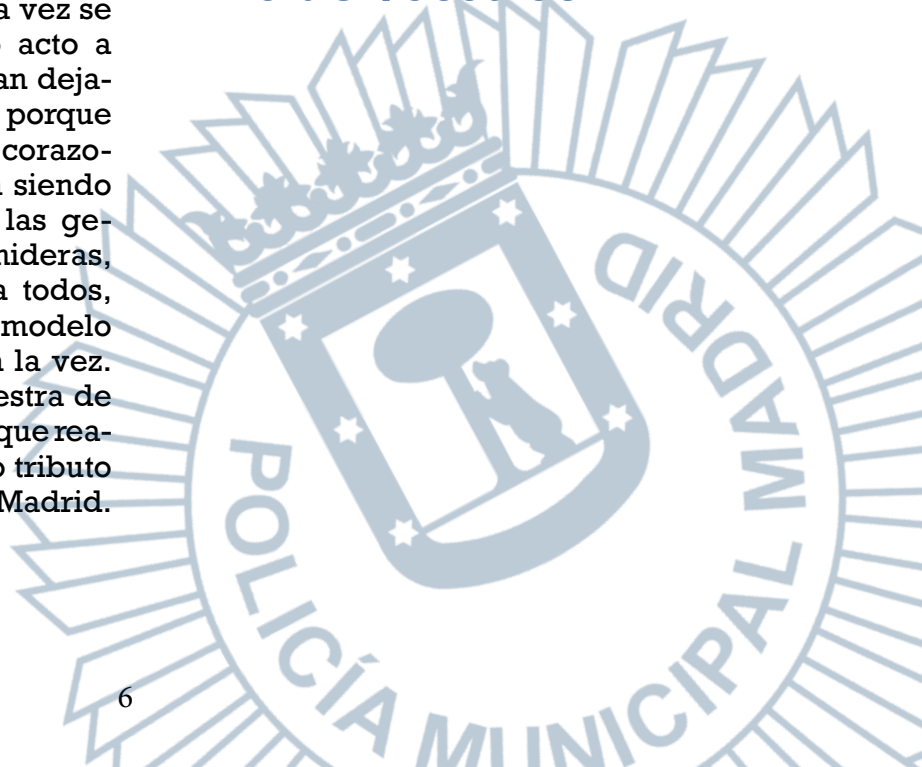 a vez se
acto a
an deja-
porque
corazo-
siendo
las ge-
nideras,
a todos,
modelo
a la vez.
estra de
que rea-
o tributo
Madrid.
6
POLICÍA MUNICIPAL MADRID